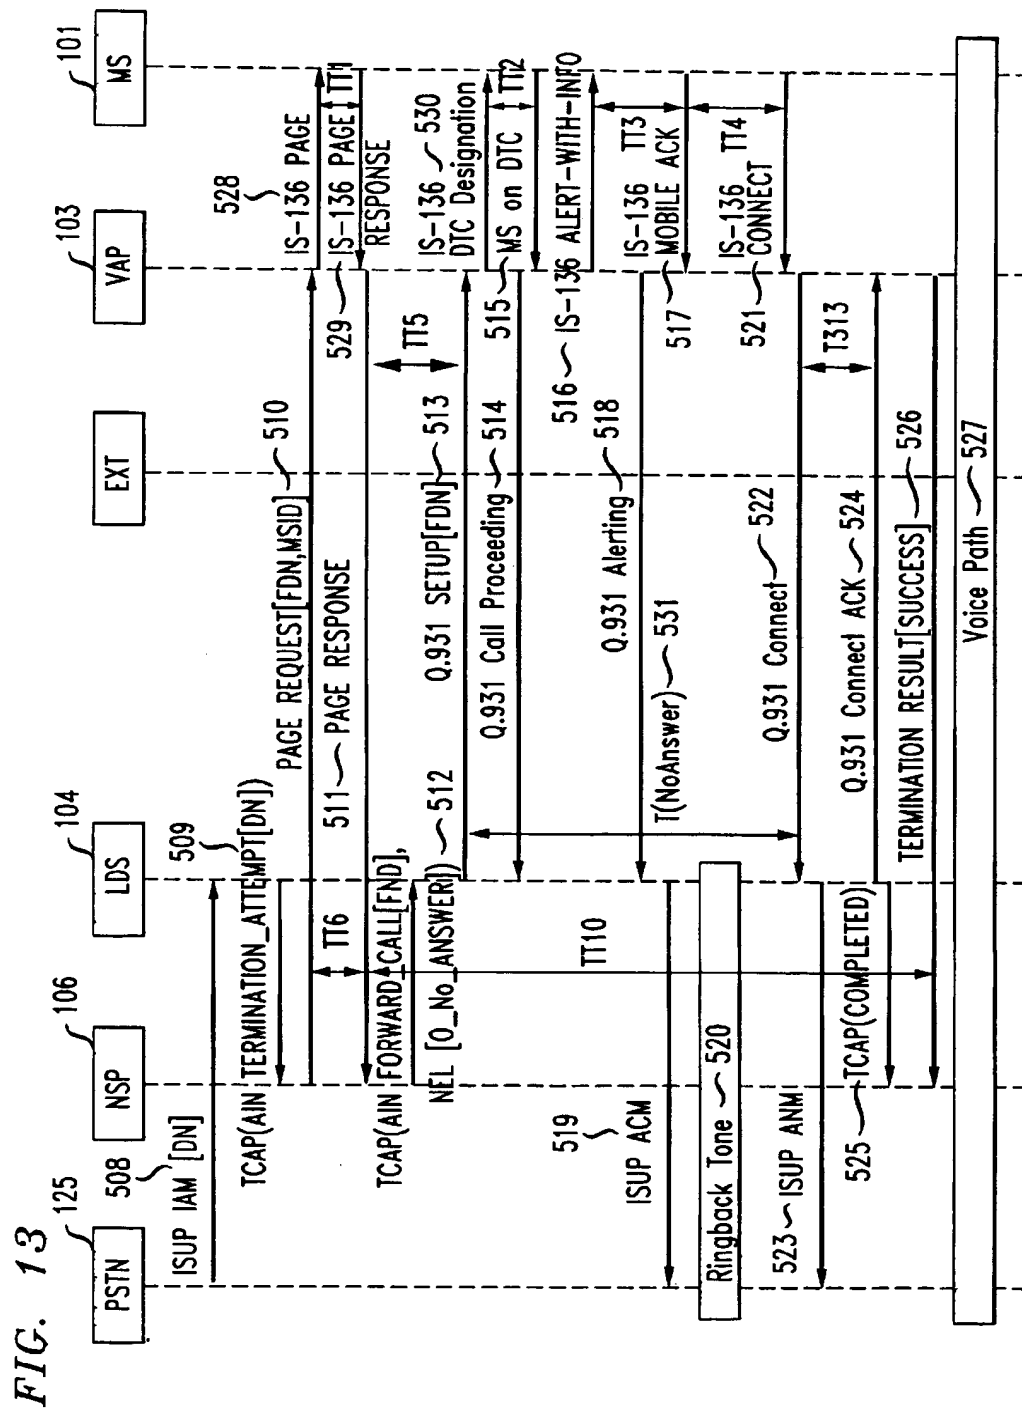 FIG. 13
125
106
104
103
101
PSTN
NSP
LDS
EXT
VAP
MS
508
ISUP IAM [DN]
509
TCAP(AIN TERMINATION_ATTEMPT[DN])
PAGE REQUEST[FDN,MSID]
510
528
IS-136 PAGE
TT6
TT1
529
IS-136 PAGE
RESPONSE
511
PAGE RESPONSE
TCAP(AIN FORWARD_CALL[FND],
NEL [O_No_ANSWER])
512
TT5
Q.931 SETUP[FDN]
513
IS-136
530
DTC Designation
Q.931 Call Proceeding
514
515
MS on DTC
TT2
516
IS-136 ALERT-WITH-INFO
Q.931 Alerting
518
IS-136
TT3
517
MOBILE ACK
519
ISUP ACM
TT10
T(NoAnswer)
531
Ringback Tone
520
IS-136
TT4
521
CONNECT
Q.931 Connect
522
523
ISUP ANM
T313
Q.931 Connect ACK
524
525
TCAP(COMPLETED)
TERMINATION RESULT[SUCCESS]
526
Voice Path
527